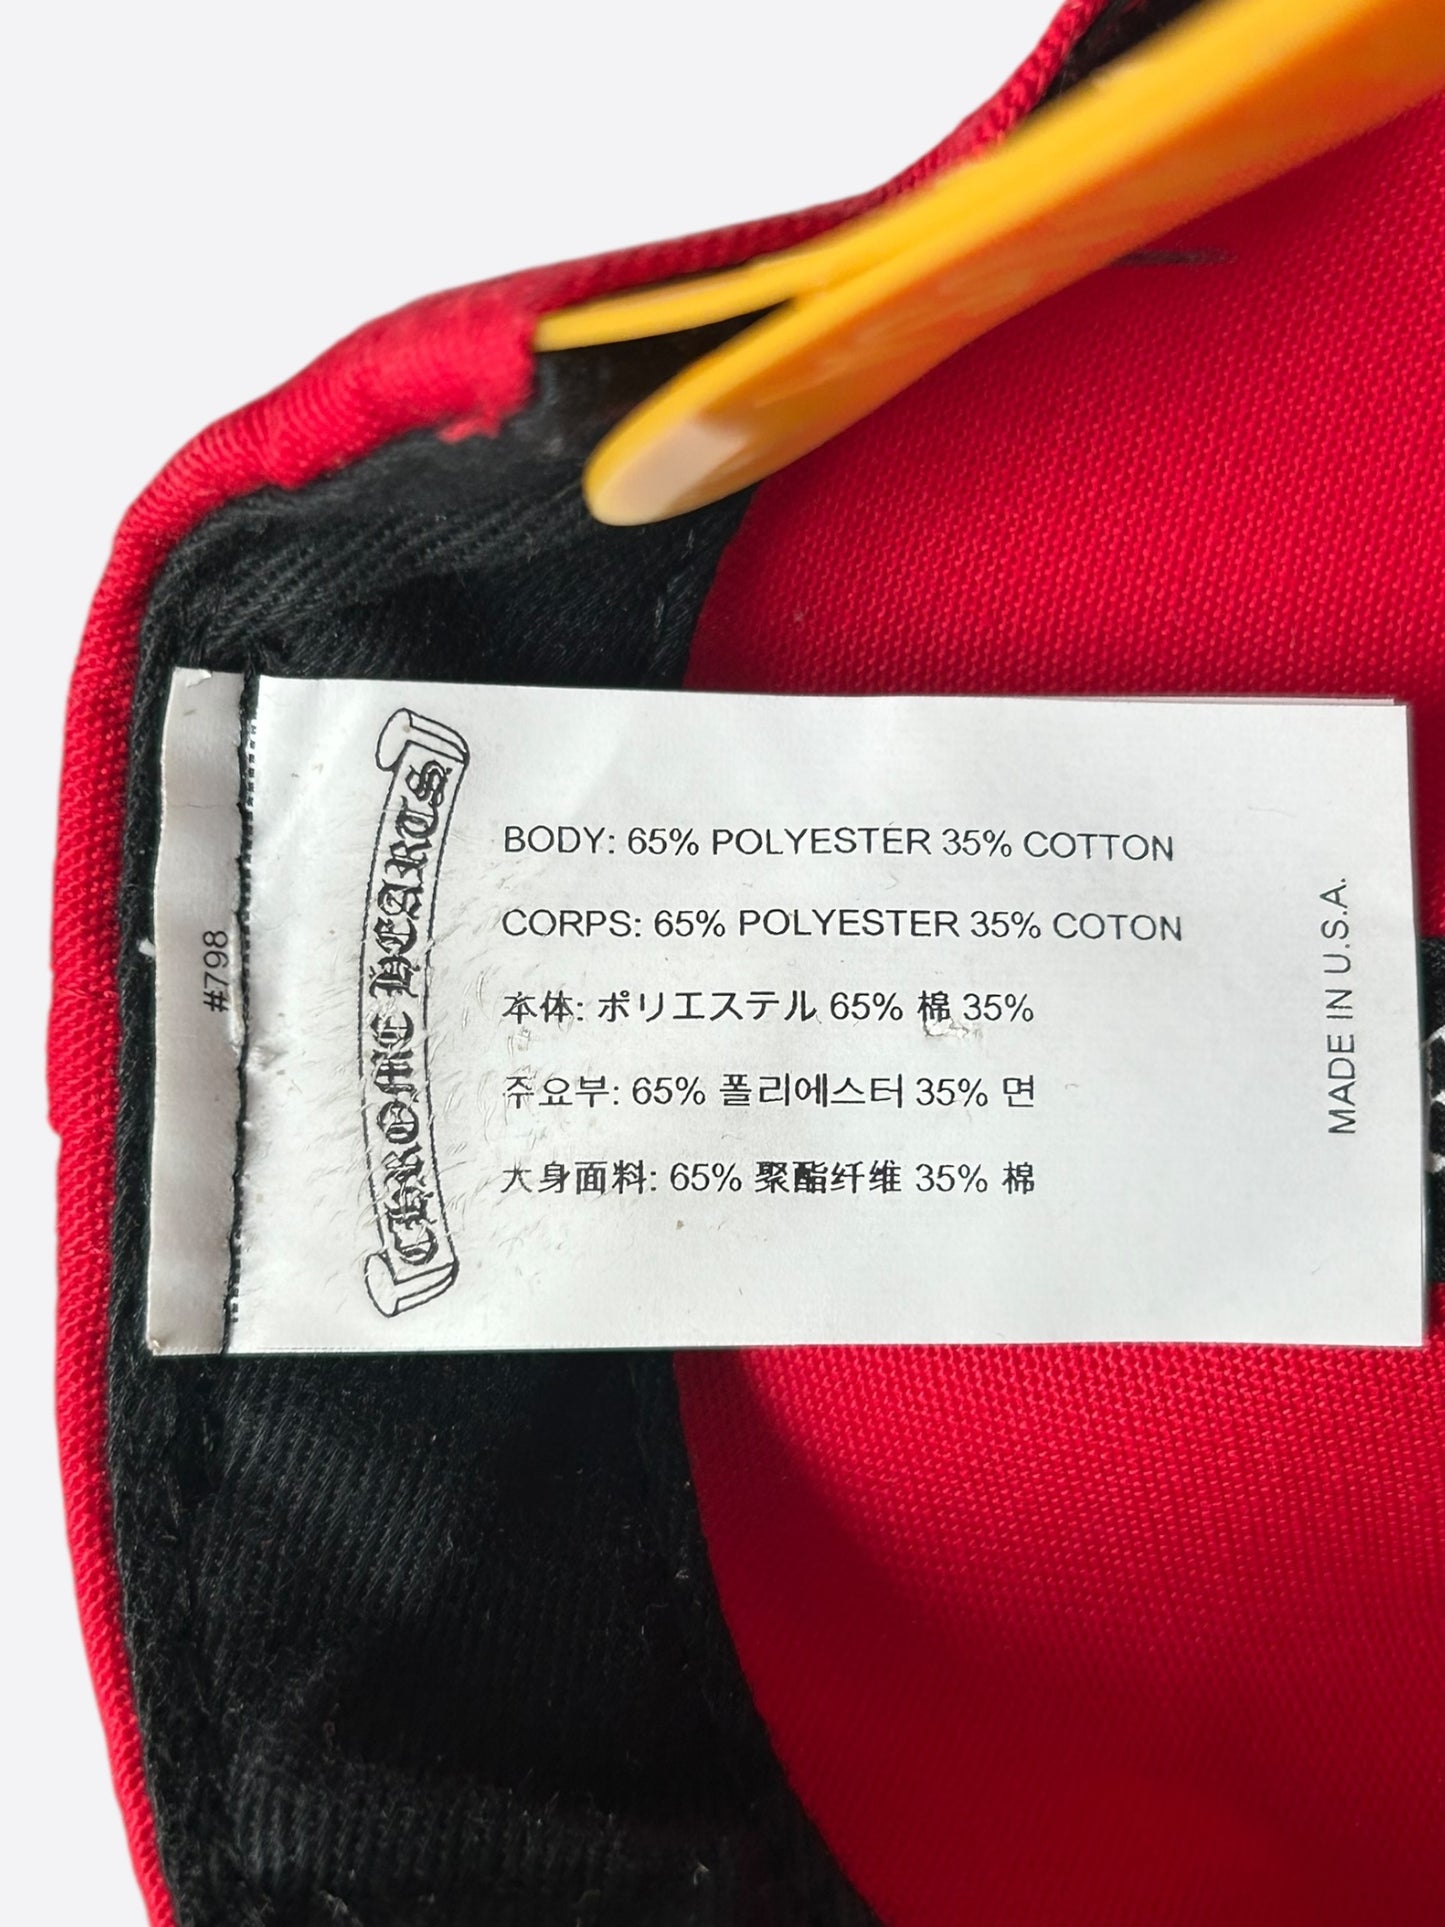 #798
CHROME HEARTS
BODY: 65% POLYESTER 35% COTTON
CORPS: 65% POLYESTER 35% COTON
本体: ポリエステル 65% 棉 35%
주요부: 65% 폴리에스터 35% 면
大身面料: 65% 聚酯纤维 35% 棉
MADE IN U.S.A.